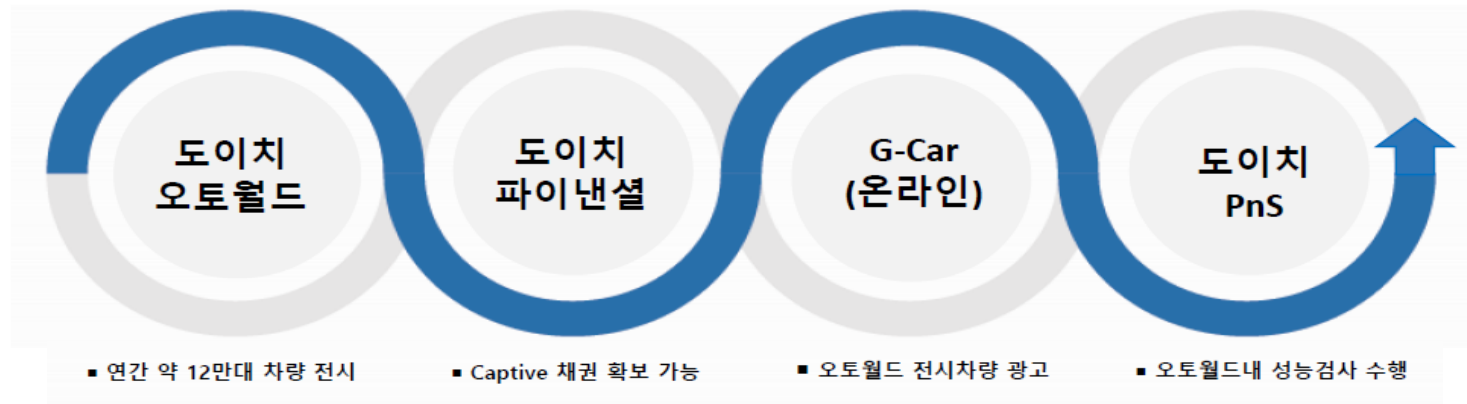 도이치
오토월드
도이치
파이낸셜
G-Car
(온라인)
도이치
PnS
▪ 연간 약 12만대 차량 전시
▪ Captive 채권 확보 가능
▪ 오토월드 전시차량 광고
▪ 오토월드내 성능검사 수행